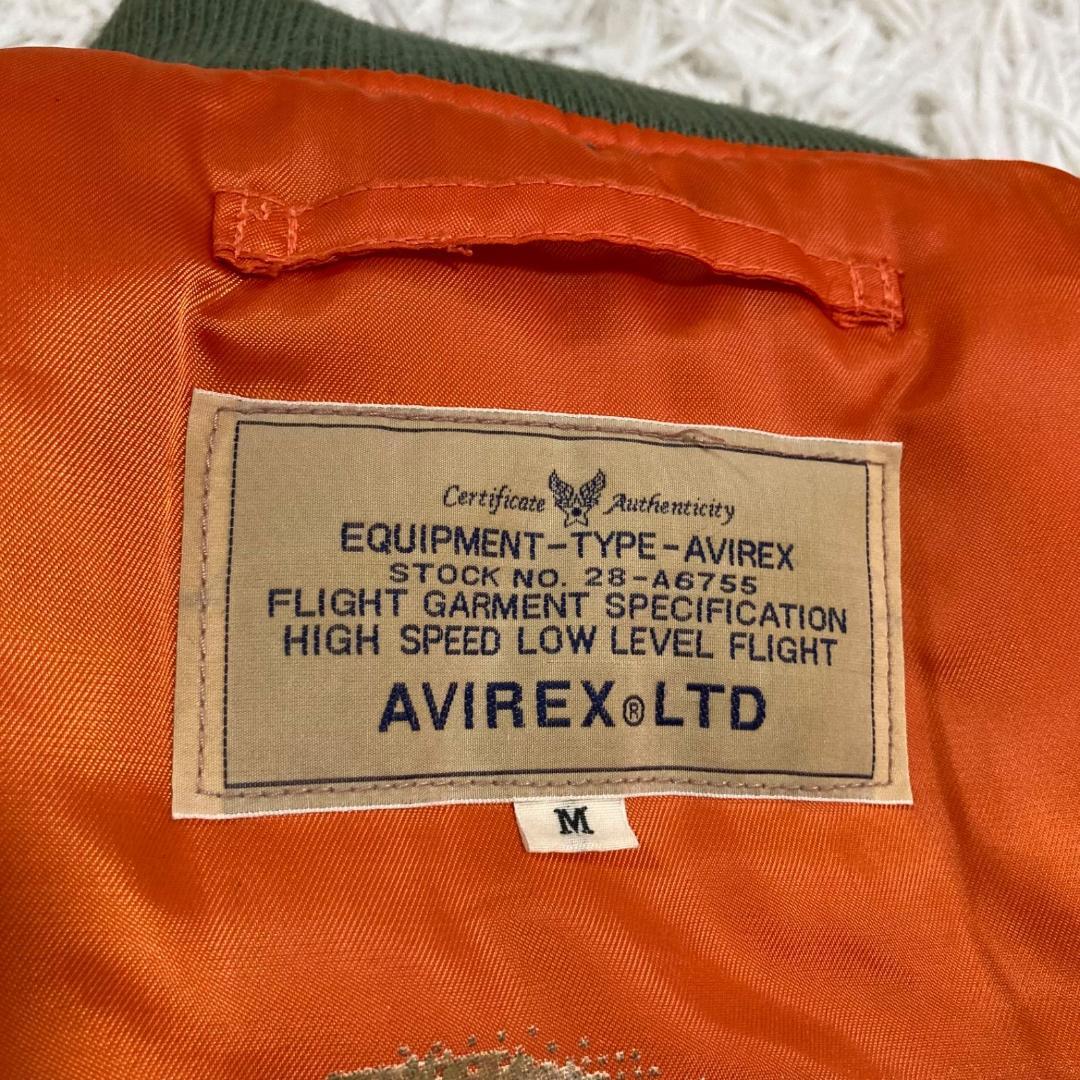 Certificate Authenticity
EQUIPMENT-TYPE-AVIREX
STOCK NO. 28-A6755
FLIGHT GARMENT SPECIFICATION
HIGH SPEED LOW LEVEL FLIGHT
AVIREX®LTD
M